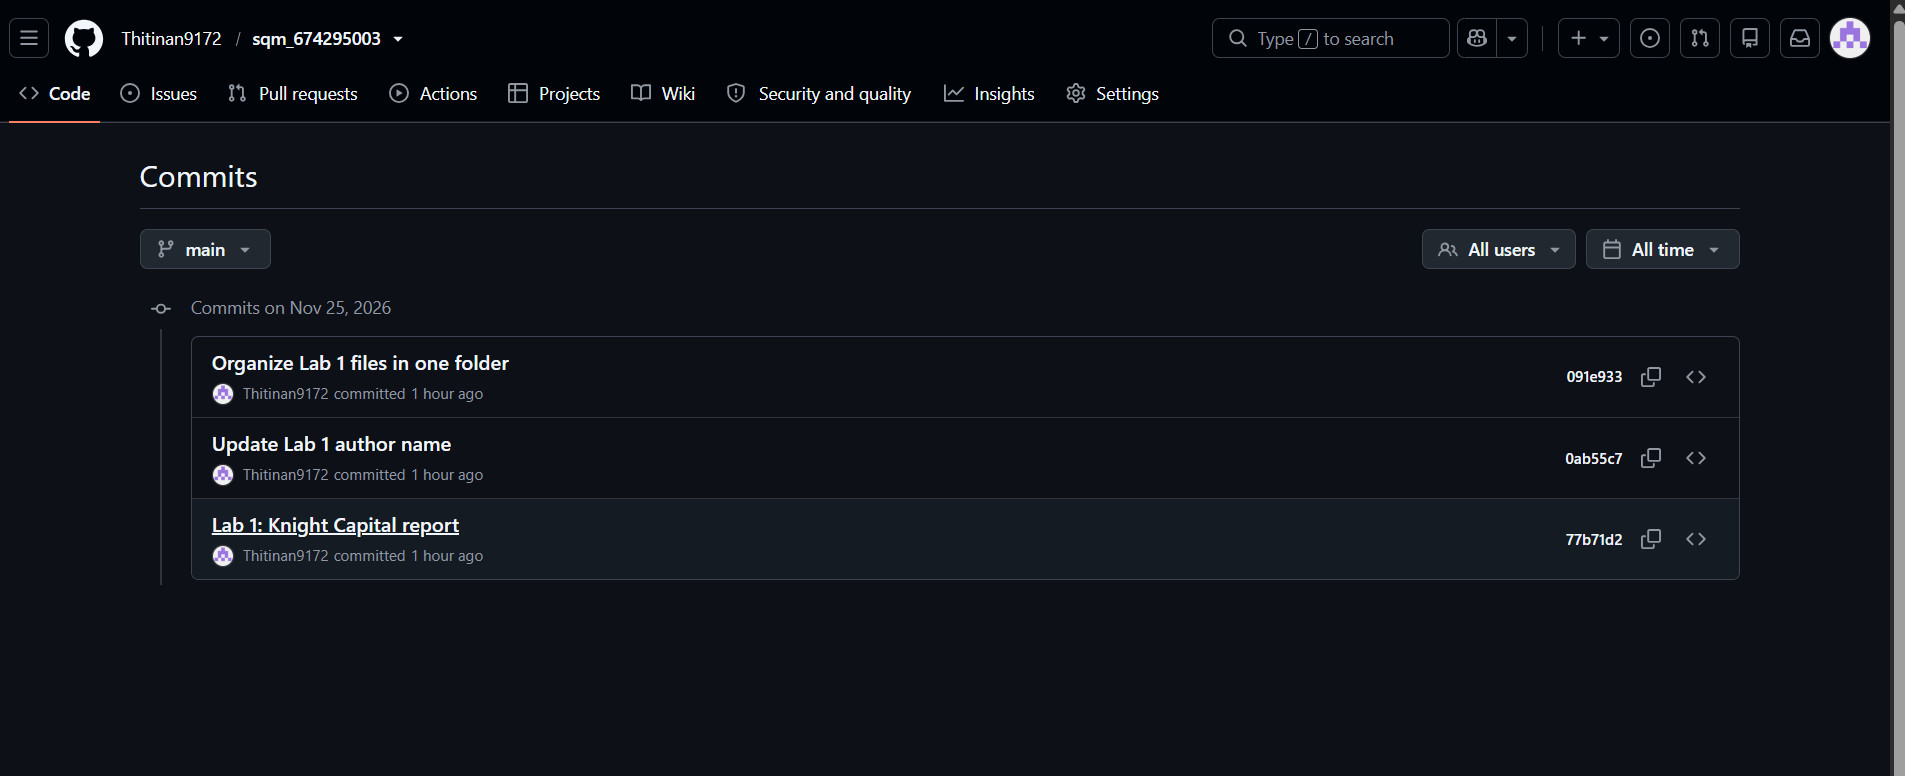 Thitinan9172 / sqm_674295003
Type / to search
Code Issues Pull requests Actions Projects Wiki Security and quality Insights Settings
Commits
main All users All time
Commits on Nov 25, 2026
Organize Lab 1 files in one folder
Thitinan9172 committed 1 hour ago
091e933
Update Lab 1 author name
Thitinan9172 committed 1 hour ago
0ab55c7
Lab 1: Knight Capital report
Thitinan9172 committed 1 hour ago
77b71d2